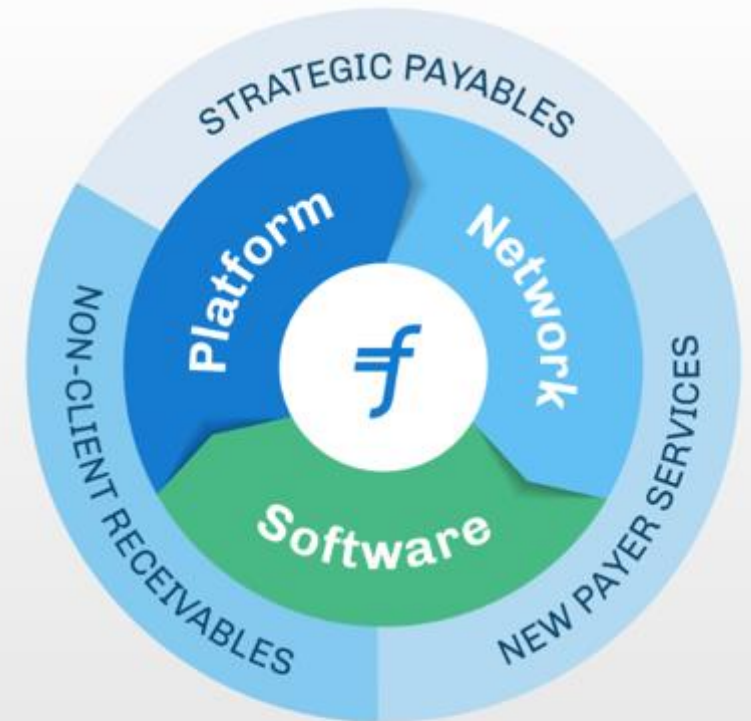 STRATEGIC PAYABLES
Platform
Network
Software
NON-CLIENT RECEIVABLES
NEW PAYER SERVICES